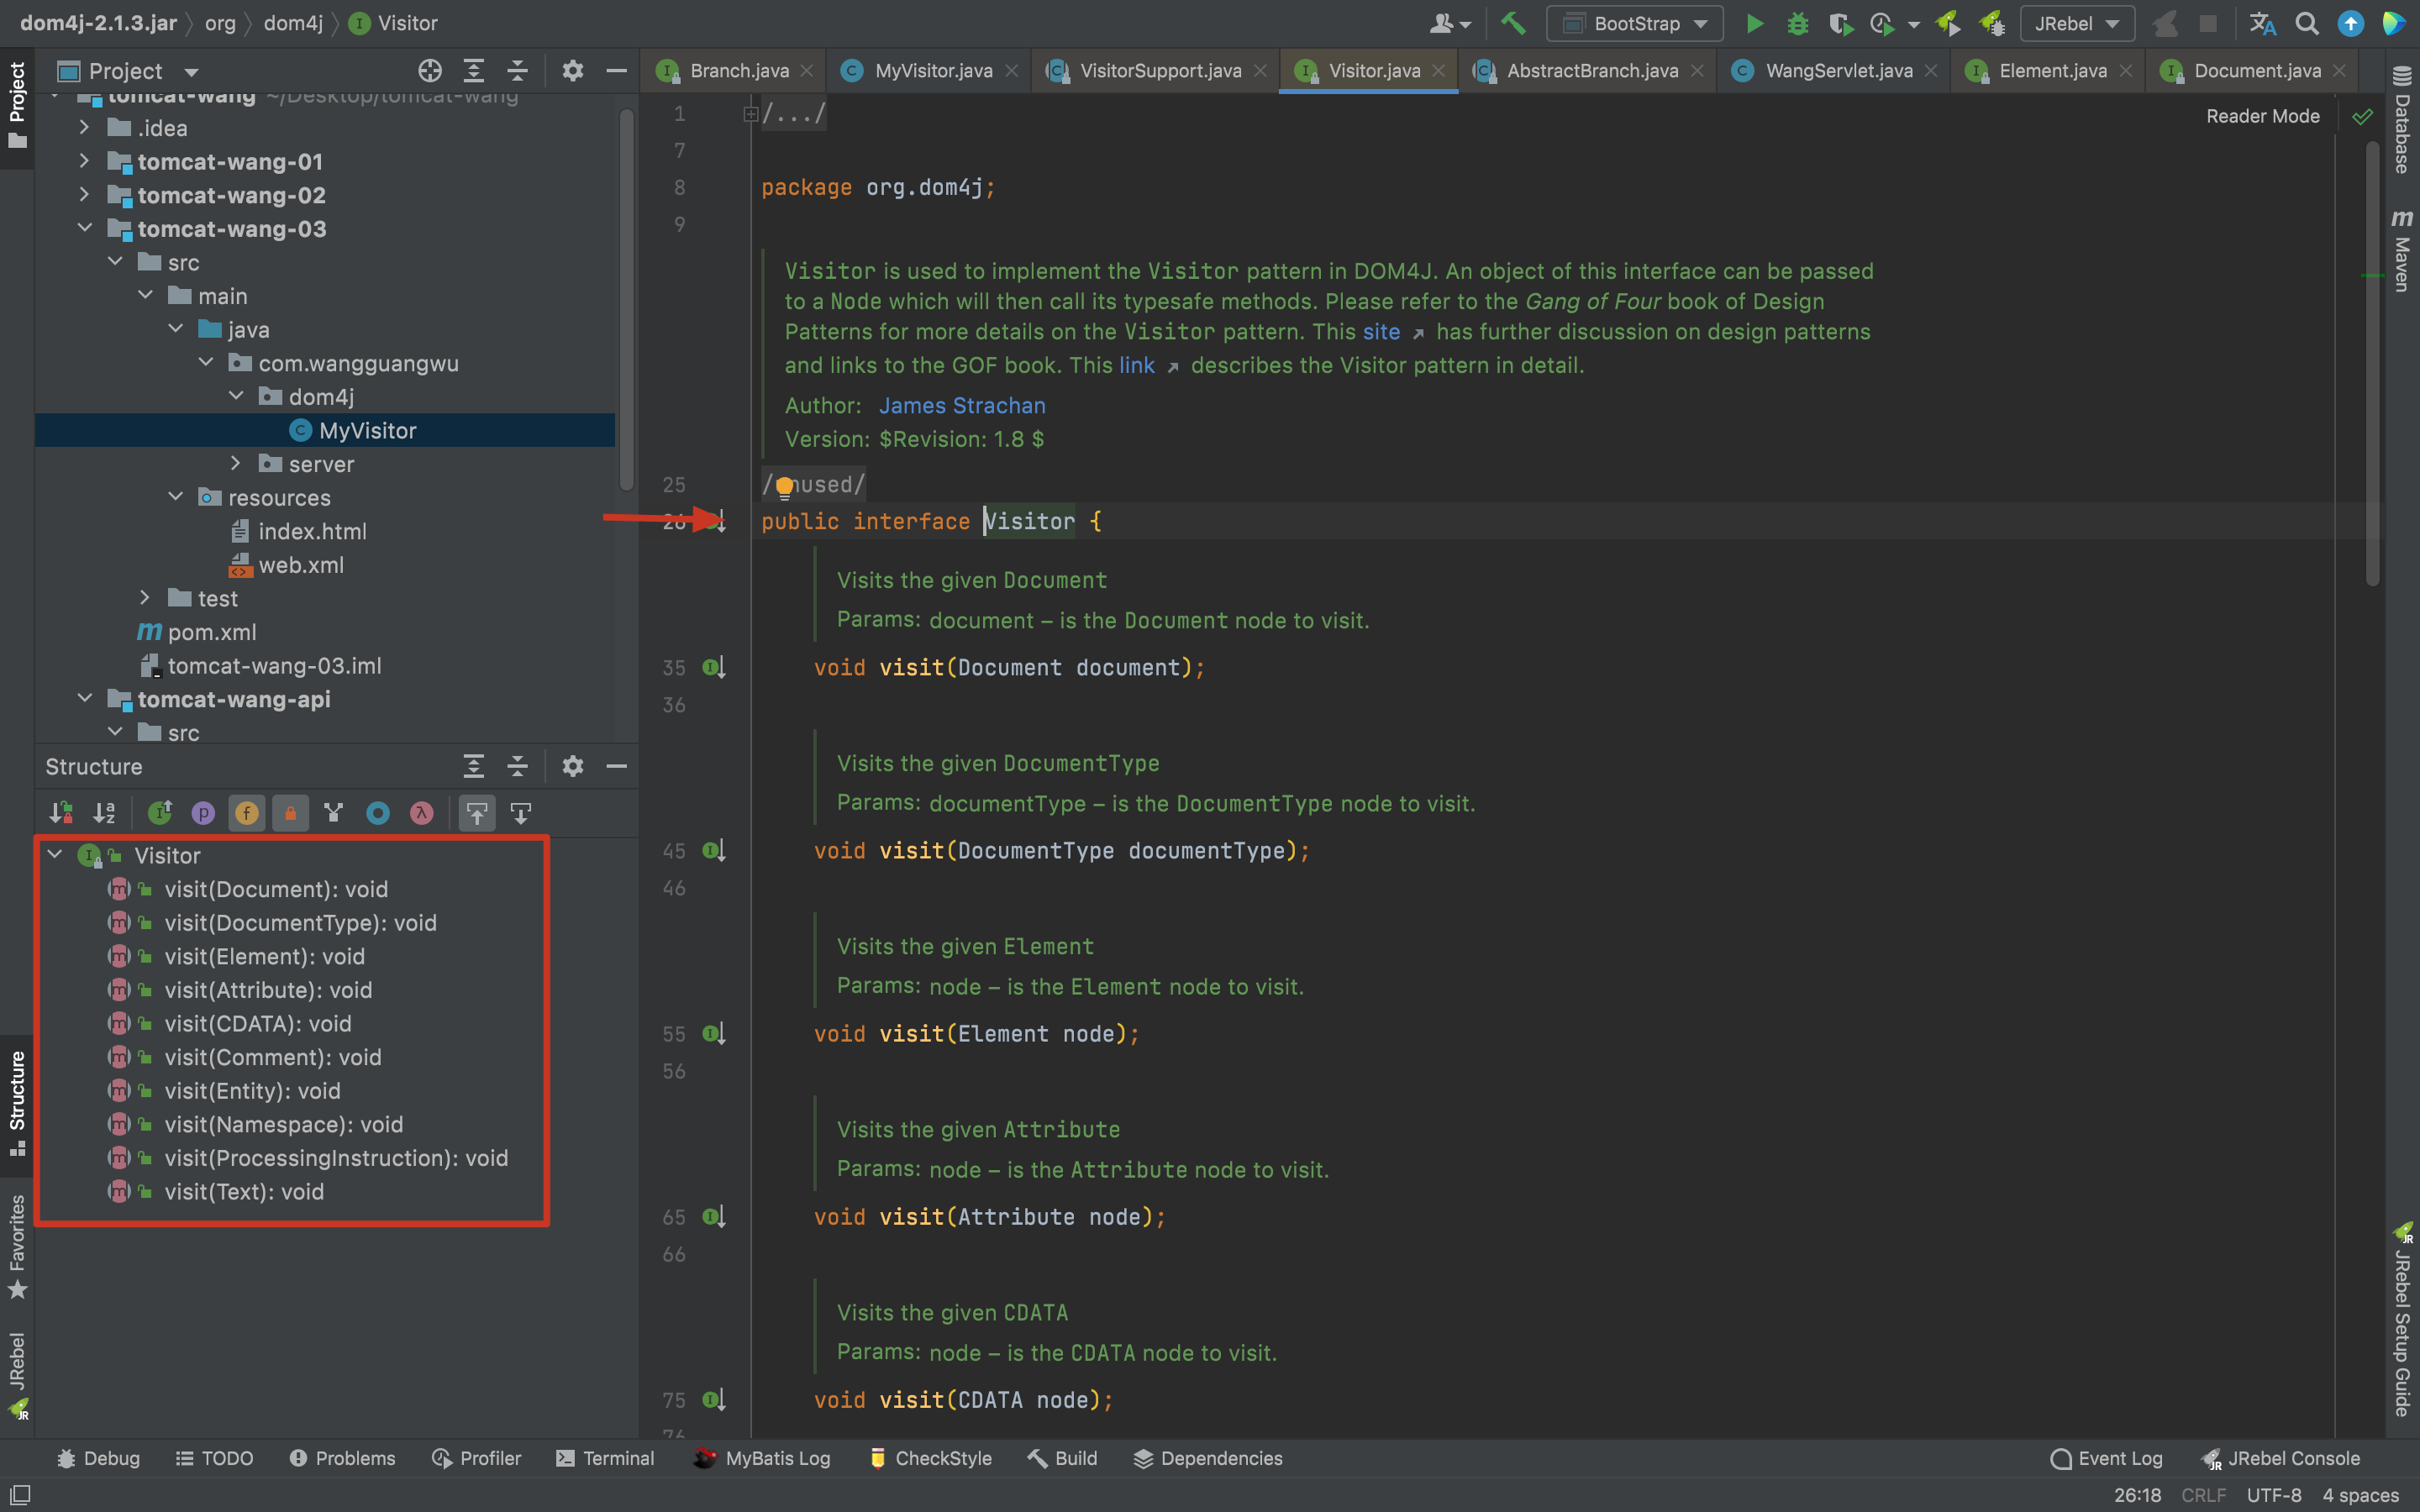 dom4j-2.1.3.jar org dom4j Visitor
BootStrap
JRebel
Project
Branch.java
MyVisitor.java
VisitorSupport.java
Visitor.java
AbstractBranch.java
WangServlet.java
Element.java
Document.java
Project
tomcat-wang ~/Desktop/tomcat-wang
.idea
tomcat-wang-01
tomcat-wang-02
tomcat-wang-03
src
main
java
com.wangguangwu
dom4j
MyVisitor
server
resources
index.html
web.xml
test
pom.xml
tomcat-wang-03.iml
tomcat-wang-api
src
Structure
Visitor
visit(Document): void
visit(DocumentType): void
visit(Element): void
visit(Attribute): void
visit(CDATA): void
visit(Comment): void
visit(Entity): void
visit(Namespace): void
visit(ProcessingInstruction): void
visit(Text): void
Structure
Favorites
JRebel
Reader Mode
1 /.../
7
8 package org.dom4j;
9
Visitor is used to implement the Visitor pattern in DOM4J. An object of this interface can be passed
to a Node which will then call its typesafe methods. Please refer to the Gang of Four book of Design
Patterns for more details on the Visitor pattern. This site has further discussion on design patterns
and links to the GOF book. This link describes the Visitor pattern in detail.
Author: James Strachan
Version: $Revision: 1.8 $
25
26 public interface Visitor {
Visits the given Document
Params: document – is the Document node to visit.
35 void visit(Document document);
36
Visits the given DocumentType
Params: documentType – is the DocumentType node to visit.
45 void visit(DocumentType documentType);
46
Visits the given Element
Params: node – is the Element node to visit.
55 void visit(Element node);
56
Visits the given Attribute
Params: node – is the Attribute node to visit.
65 void visit(Attribute node);
66
Visits the given CDATA
Params: node – is the CDATA node to visit.
75 void visit(CDATA node);
76
Database
Maven
JRebel Setup Guide
Debug
TODO
Problems
Profiler
Terminal
MyBatis Log
CheckStyle
Build
Dependencies
Event Log
JRebel Console
26:18 CRLF UTF-8 4 spaces